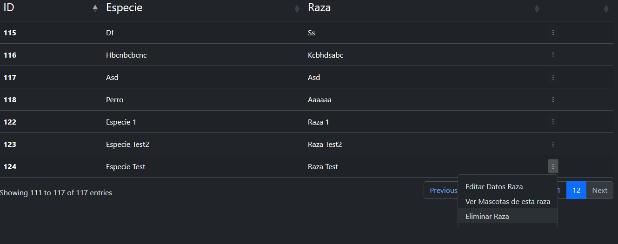 ID Especie Raza
115 Df Ss
116 Hbcnbcbcnc Kcbhdsabc
117 Asd Asd
118 Perro Aaaaaa
122 Especie 1 Raza 1
123 Especie Test2 Raza Test2
124 Especie Test Raza Test
Showing 111 to 117 of 117 entries
Previous 1 12 Next
Editar Datos Raza
Ver Mascotas de esta raza
Eliminar Raza